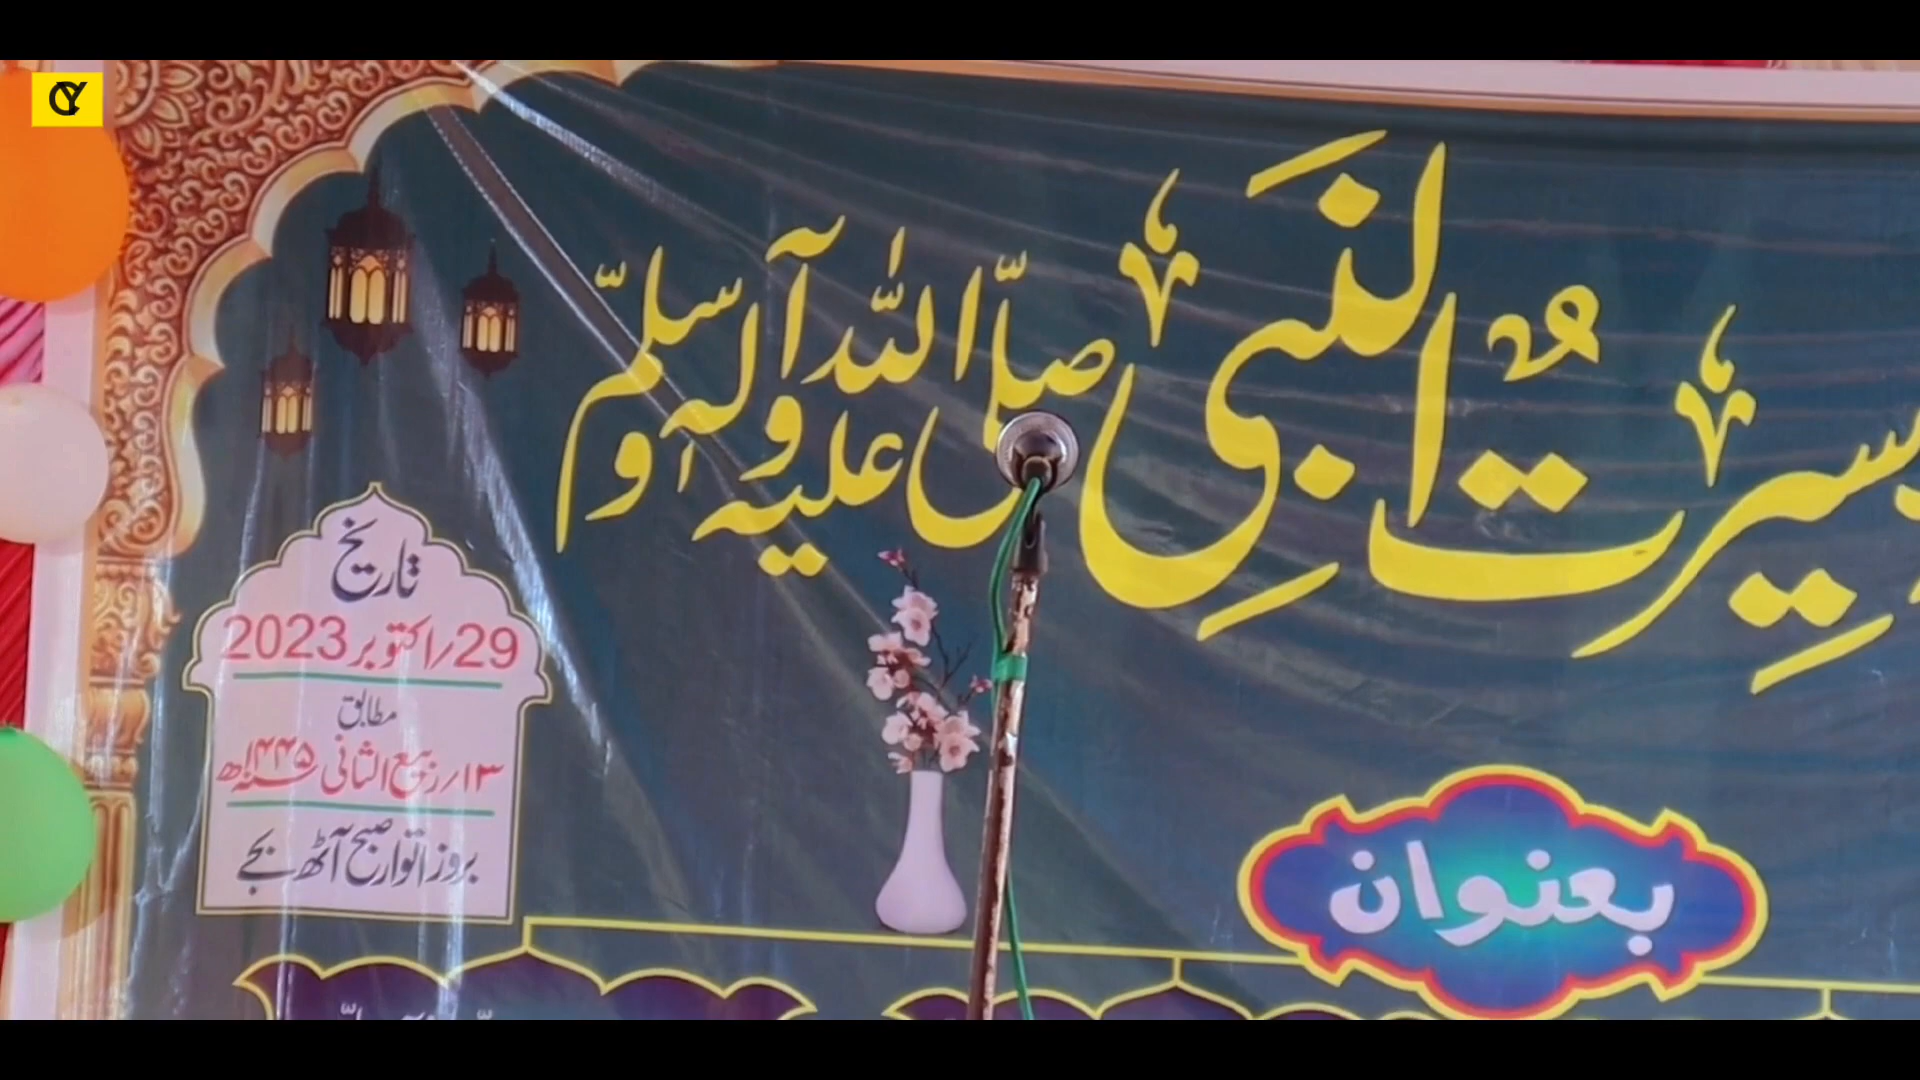 سیرتُ النبی صلی اللہ علیہ وآلہ وسلم
تاریخ
29/اکتوبر 2023
مطابق
۱۳/ربیع الثانی ۱۴۴۵ھ
بروز اتوار صبح آٹھ بجے
بعنوان